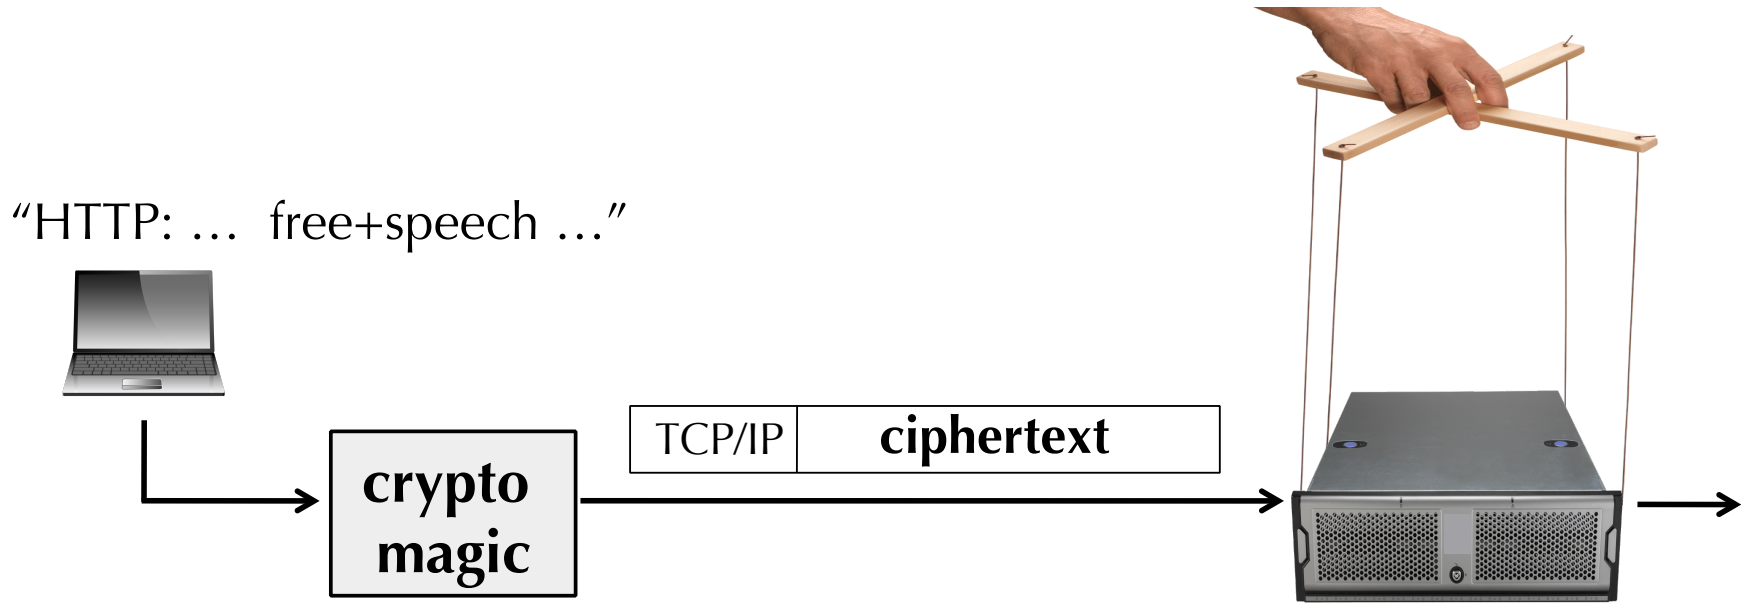 “HTTP: … free+speech …”
TCP/IP ciphertext
crypto
magic